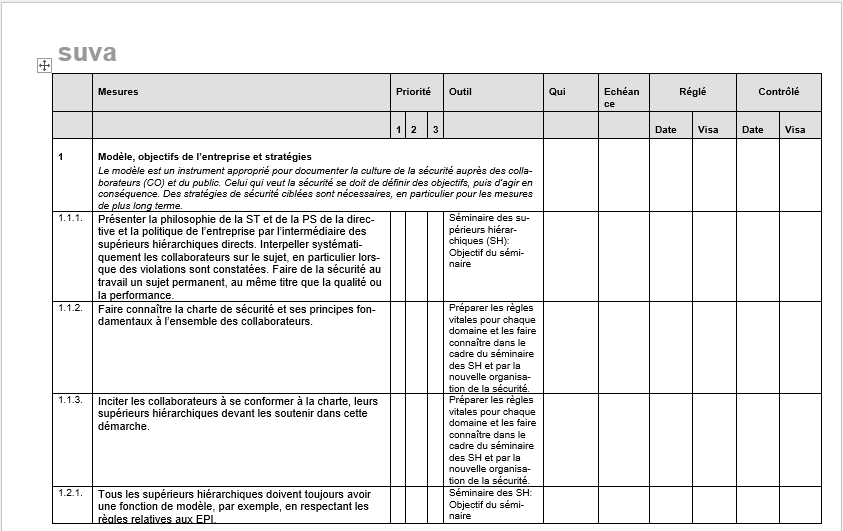 suva
Mesures Priorité Outil Qui Echéan
ce Réglé Contrôlé
1 2 3 Date Visa Date Visa
1 Modèle, objectifs de l'entreprise et stratégies
Le modèle est un instrument approprié pour documenter la culture de la sécurité auprès des colla-
borateurs (CO) et du public. Celui qui veut la sécurité se doit de définir des objectifs, puis d'agir en
conséquence. Des stratégies de sécurité ciblées sont nécessaires, en particulier pour les mesures
de plus long terme.
1.1.1. Présenter la philosophie de la ST et de la PS de la direc-
tive et la politique de l'entreprise par l'intermédiaire des
supérieurs hiérarchiques directs. Interpeller systémati-
quement les collaborateurs sur le sujet, en particulier lors-
que des violations sont constatées. Faire de la sécurité au
travail un sujet permanent, au même titre que la qualité ou
la performance.
Séminaire des su-
périeurs hiérar-
chiques (SH):
Objectif du sémi-
naire
1.1.2. Faire connaître la charte de sécurité et ses principes fon-
damentaux à l'ensemble des collaborateurs.
Préparer les règles
vitales pour chaque
domaine et les faire
connaître dans le
cadre du séminaire
des SH et par la
nouvelle organisa-
tion de la sécurité.
1.1.3. Inciter les collaborateurs à se conformer à la charte, leurs
supérieurs hiérarchiques devant les soutenir dans cette
démarche.
Préparer les règles
vitales pour chaque
domaine et les faire
connaître dans le
cadre du séminaire
des SH et par la
nouvelle organisa-
tion de la sécurité.
1.2.1. Tous les supérieurs hiérarchiques doivent toujours avoir
une fonction de modèle, par exemple, en respectant les
règles relatives aux EPI.
Séminaire des SH:
Objectif du sémi-
naire